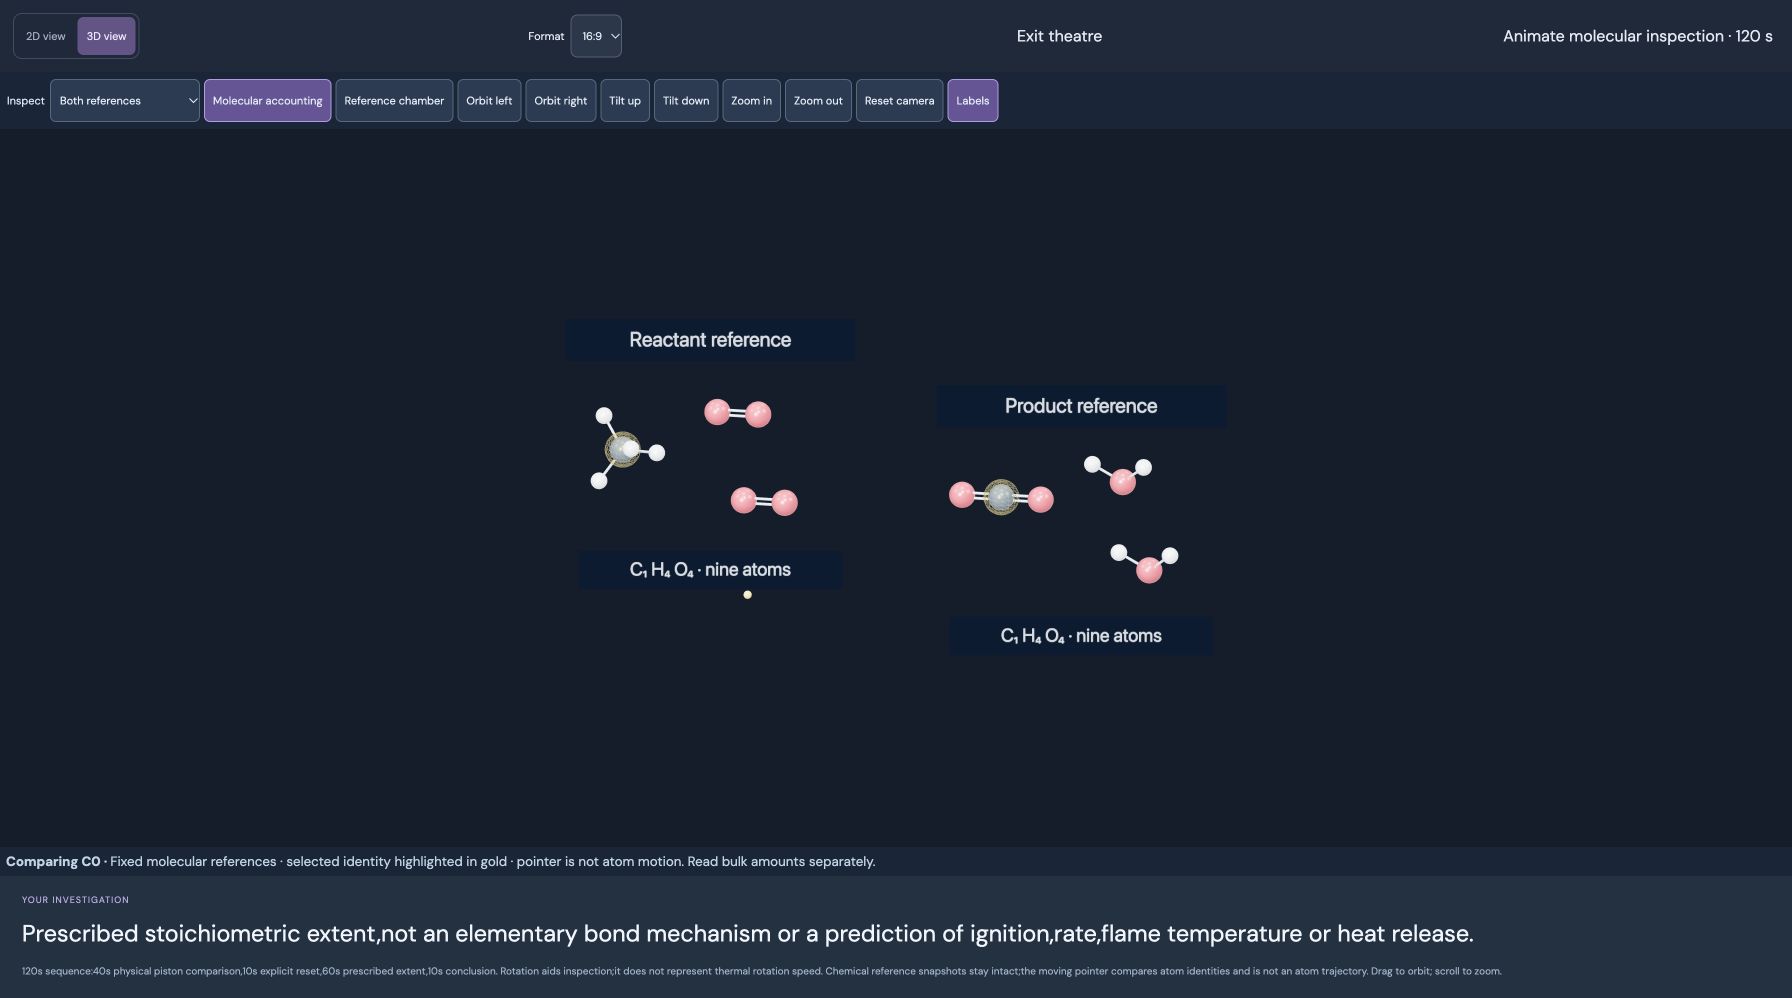 2D view
3D view
Format
16:9
Exit theatre
Animate molecular inspection · 120 s
Inspect
Both references
Molecular accounting
Reference chamber
Orbit left
Orbit right
Tilt up
Tilt down
Zoom in
Zoom out
Reset camera
Labels
Reactant reference
Product reference
C₁ H₄ O₄ · nine atoms
C₁ H₄ O₄ · nine atoms
Comparing C0 · Fixed molecular references · selected identity highlighted in gold · pointer is not atom motion. Read bulk amounts separately.
YOUR INVESTIGATION
Prescribed stoichiometric extent,not an elementary bond mechanism or a prediction of ignition,rate,flame temperature or heat release.
120s sequence:40s physical piston comparison,10s explicit reset,60s prescribed extent,10s conclusion. Rotation aids inspection;it does not represent thermal rotation speed. Chemical reference snapshots stay intact;the moving pointer compares atom identities and is not an atom trajectory. Drag to orbit; scroll to zoom.